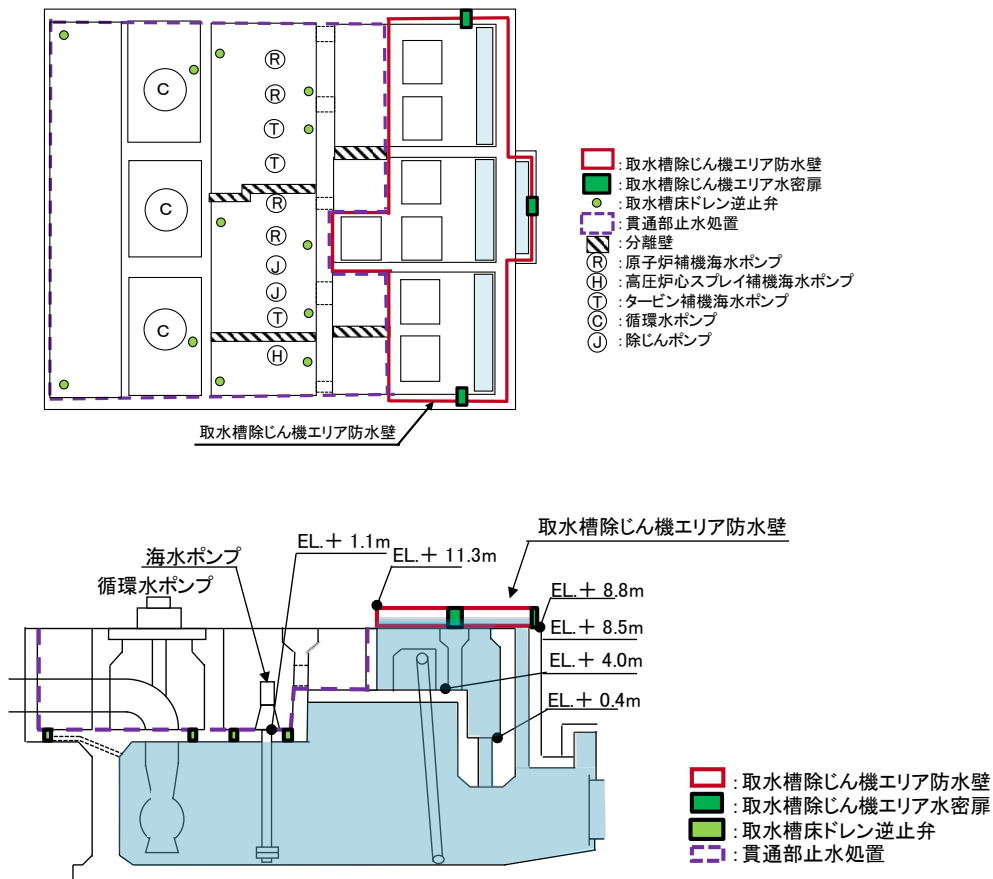 C
C
C
R
R
T
T
R
R
J
J
T
H
:取水槽除じん機エリア防水壁
:取水槽除じん機エリア水密扉
:取水槽床ドレン逆止弁
:貫通部止水処置
:分離壁
R :原子炉補機海水ポンプ
H :高圧炉心スプレイ補機海水ポンプ
T :タービン補機海水ポンプ
C :循環水ポンプ
J :除じんポンプ
取水槽除じん機エリア防水壁
取水槽除じん機エリア防水壁
EL.+ 1.1m
EL.+ 11.3m
海水ポンプ
循環水ポンプ
EL.+ 8.8m
EL.+ 8.5m
EL.+ 4.0m
EL.+ 0.4m
:取水槽除じん機エリア防水壁
:取水槽除じん機エリア水密扉
:取水槽床ドレン逆止弁
:貫通部止水処置